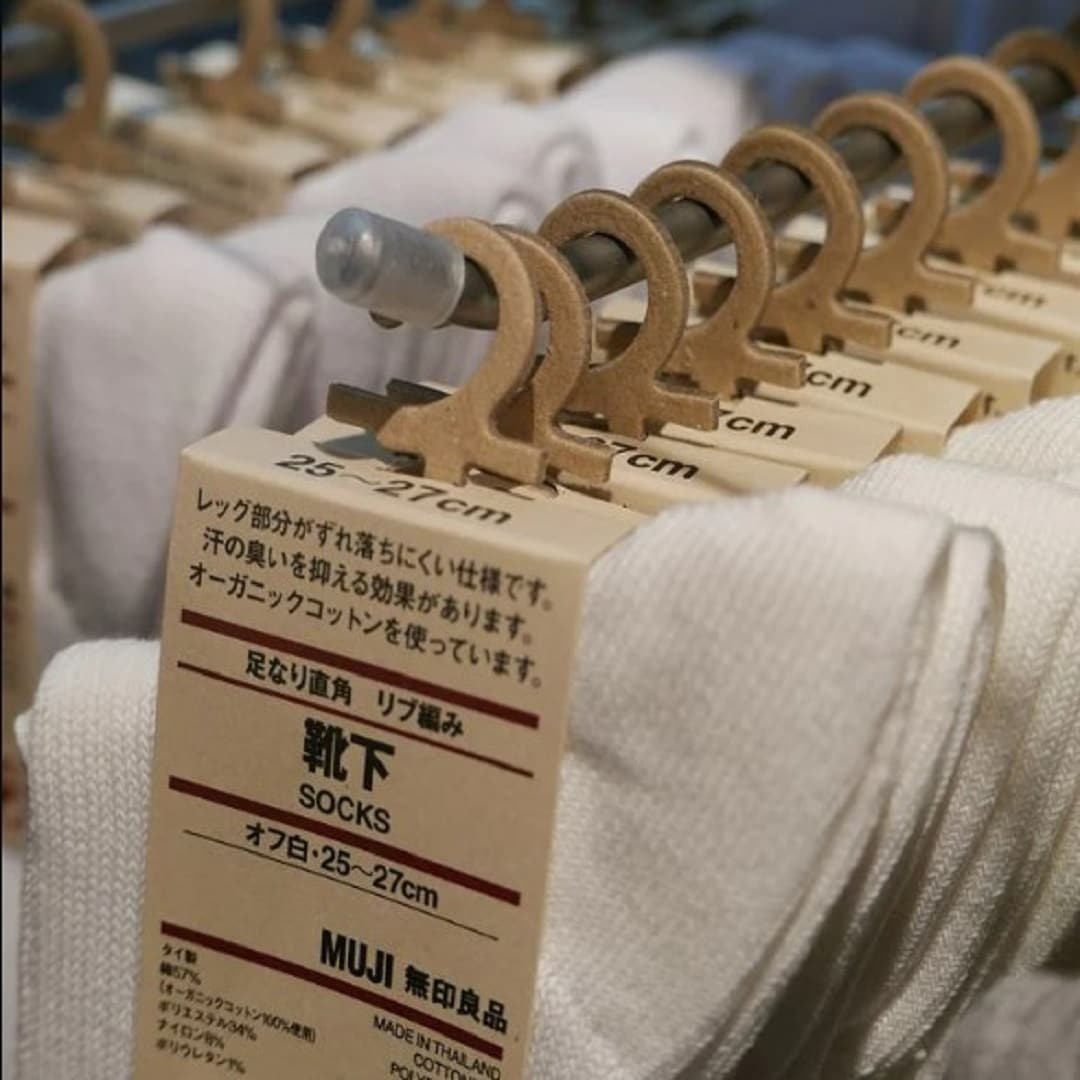 25〜27cm
レッグ部分がずれ落ちにくい仕様です。
汗の臭いを抑える効果があります。
オーガニックコットンを使っています。
足なり直角 リブ編み
靴下
SOCKS
オフ白・25〜27cm
MUJI 無印良品
タイ製
綿57%
(オーガニックコットン100%使用)
ポリエステル34%
ナイロン8%
ポリウレタン1%
MADE IN THAILAND
COTTON
27cm
cm
cm
cm
cm